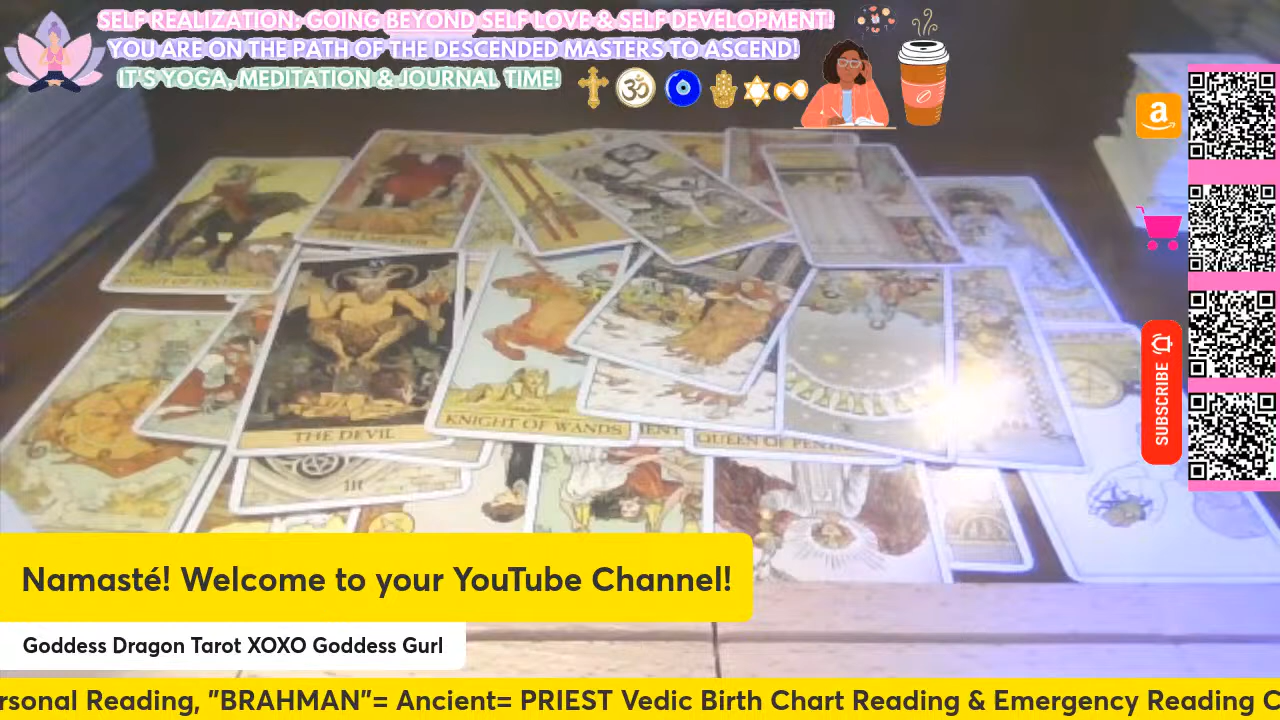 SELF REALIZATION: GOING BEYOND SELF LOVE & SELF DEVELOPMENT!
YOU ARE ON THE PATH OF THE DESCENDED MASTERS TO ASCEND!
IT'S YOGA, MEDITATION & JOURNAL TIME!
a
SUBSCRIBE
THE DEVIL
KNIGHT OF WANDS
QUEEN OF PENT
III
Namasté! Welcome to your YouTube Channel!
Goddess Dragon Tarot XOXO Goddess Gurl
rsonal Reading, "BRAHMAN"= Ancient= PRIEST Vedic Birth Chart Reading & Emergency Reading